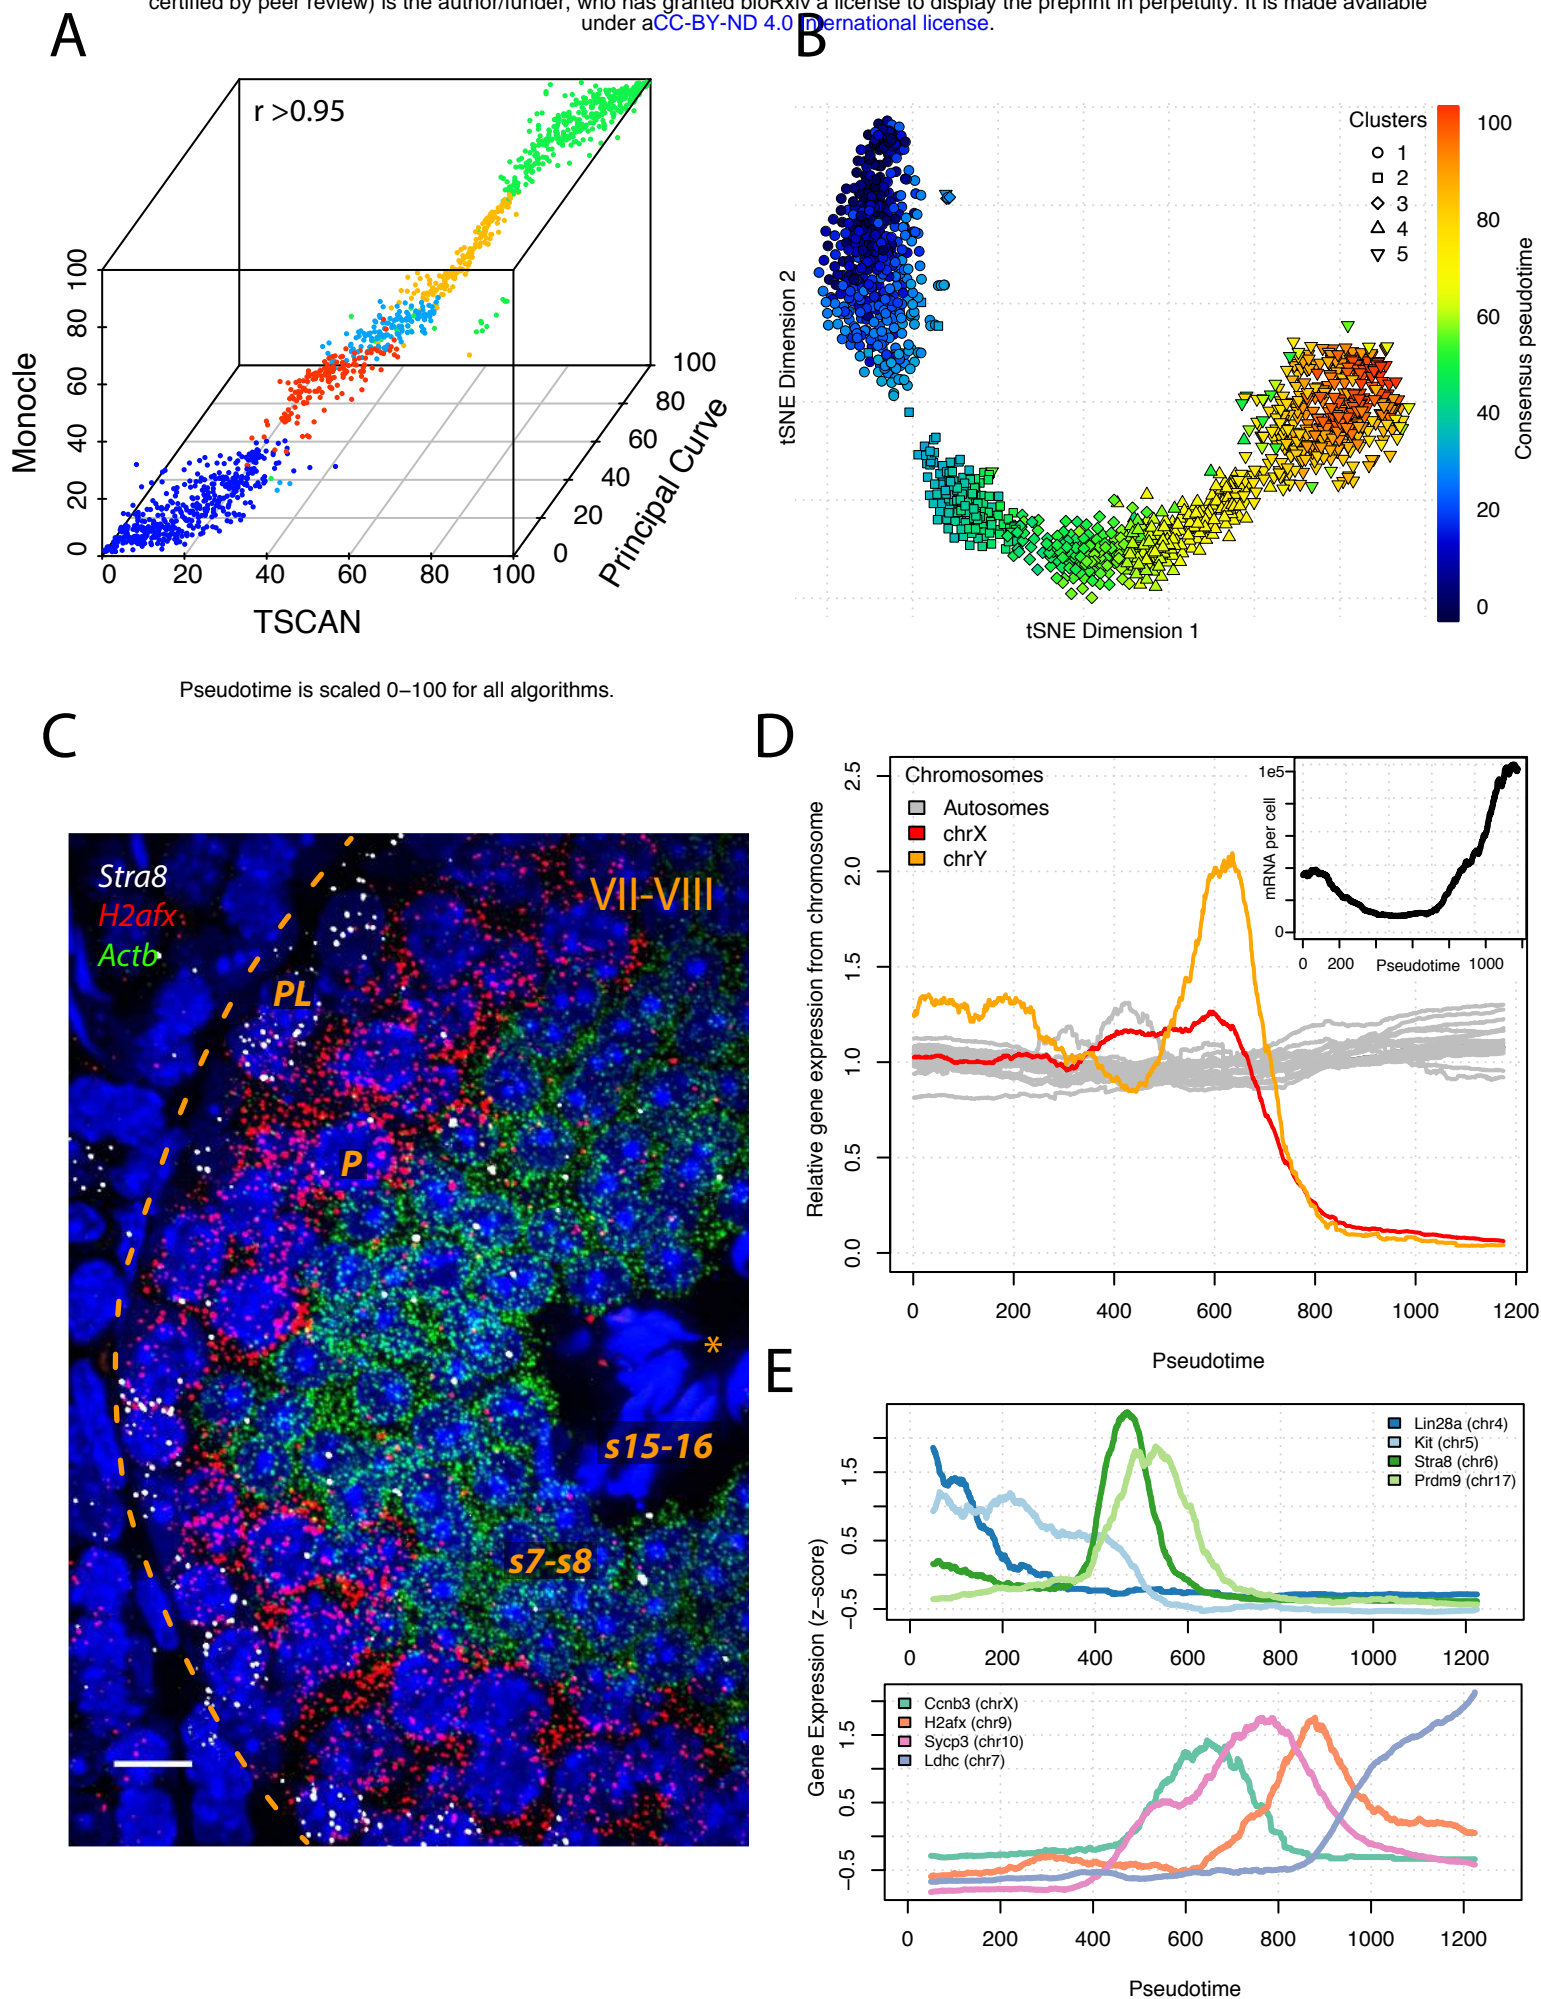 certified by peer review) is the author/funder, who has granted bioRxiv a license to display the preprint in perpetuity. It is made available
under aCC-BY-ND 4.0 International license.
A
r >0.95
Monocle
0
20
40
60
80
100
0 20 40 60 80 100
TSCAN
0
20
40
60
80
100
Principal Curve
Pseudotime is scaled 0−100 for all algorithms.
B
tSNE Dimension 2
tSNE Dimension 1
Clusters
1
2
3
4
5
100
80
60
40
20
0
Consensus pseudotime
C
Stra8
H2afx
Actb
VII-VIII
PL
P
*
s15-16
s7-s8
D
Relative gene expression from chromosome
2.5
2.0
1.5
1.0
0.5
0.0
Chromosomes
Autosomes
chrX
chrY
mRNA per cell
1e5
0
0 200 Pseudotime 1000
0 200 400 600 800 1000 1200
Pseudotime
E
Gene Expression (z−score)
1.5
0.5
−0.5
Lin28a (chr4)
Kit (chr5)
Stra8 (chr6)
Prdm9 (chr17)
0 200 400 600 800 1000 1200
1.5
0.5
−0.5
Ccnb3 (chrX)
H2afx (chr9)
Sycp3 (chr10)
Ldhc (chr7)
0 200 400 600 800 1000 1200
Pseudotime